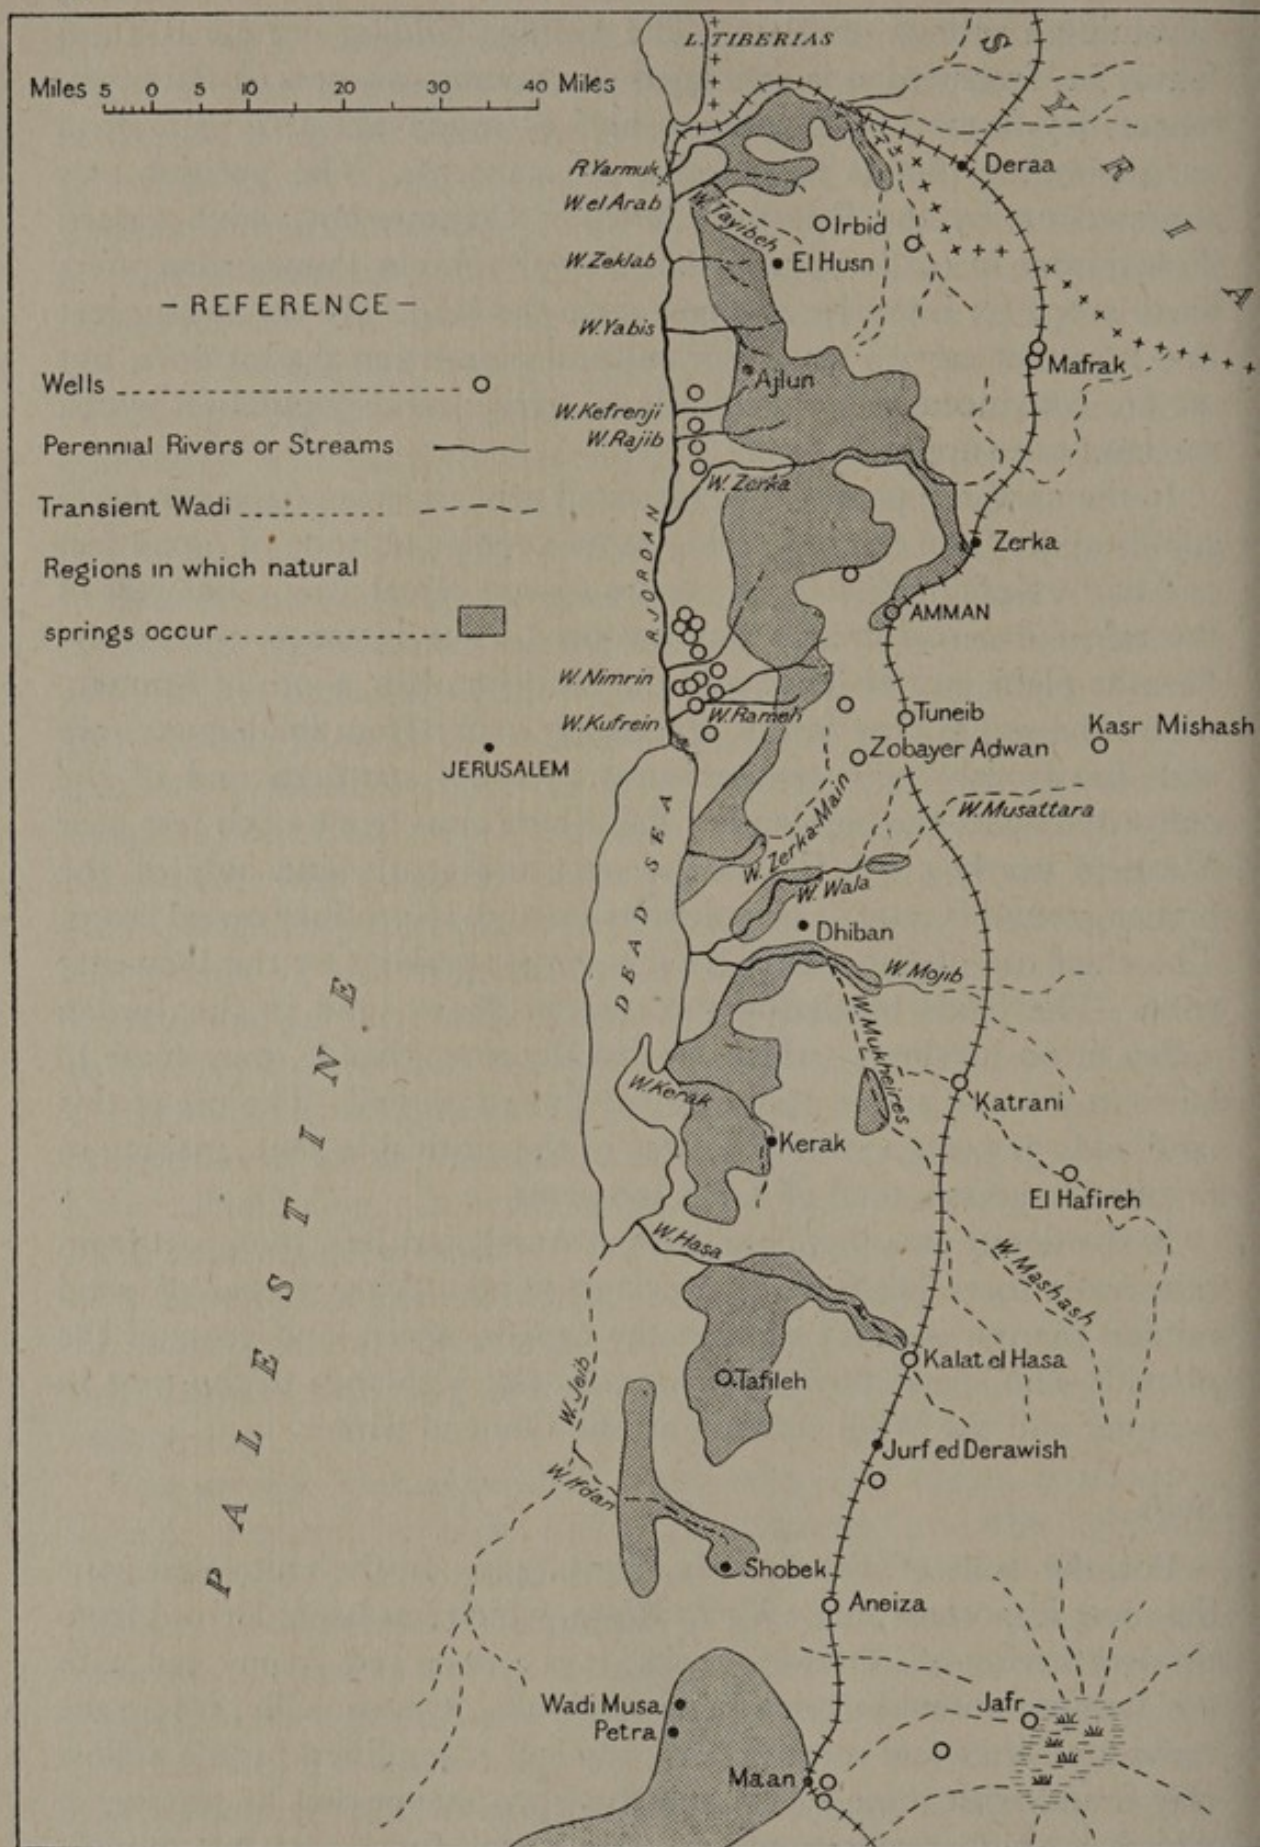 L. TIBERIAS
Miles 5 0 5 10 20 30 40 Miles
SYRIA
R. Yarmuk
Deraa
W. el Arab
W. Tayibeh
Irbid
W. Zeklab
El Husn
- REFERENCE -
W. Yabis
Mafrak
Wells
Ajlun
W. Kefrenji
W. Rajib
Perennial Rivers or Streams
W. Zerka
Transient Wadi
R. JORDAN
Zerka
Regions in which natural
springs occur
AMMAN
W. Nimrin
W. Rameh
W. Kufrein
Tuneib
Kasr Mishash
JERUSALEM
Zobayer Adwan
W. Zerka-Main
W. Musattara
DEAD SEA
W. Wala
Dhiban
W. Mojib
PALESTINE
W. Mukheires
W. Kerak
Katrani
Kerak
El Hafireh
W. Hasa
W. Mashash
Kalat el Hasa
W. Jeib
Tafileh
Jurf ed Derawish
W. Ifdan
Shobek
Aneiza
Wadi Musa
Jafr
Petra
Maan